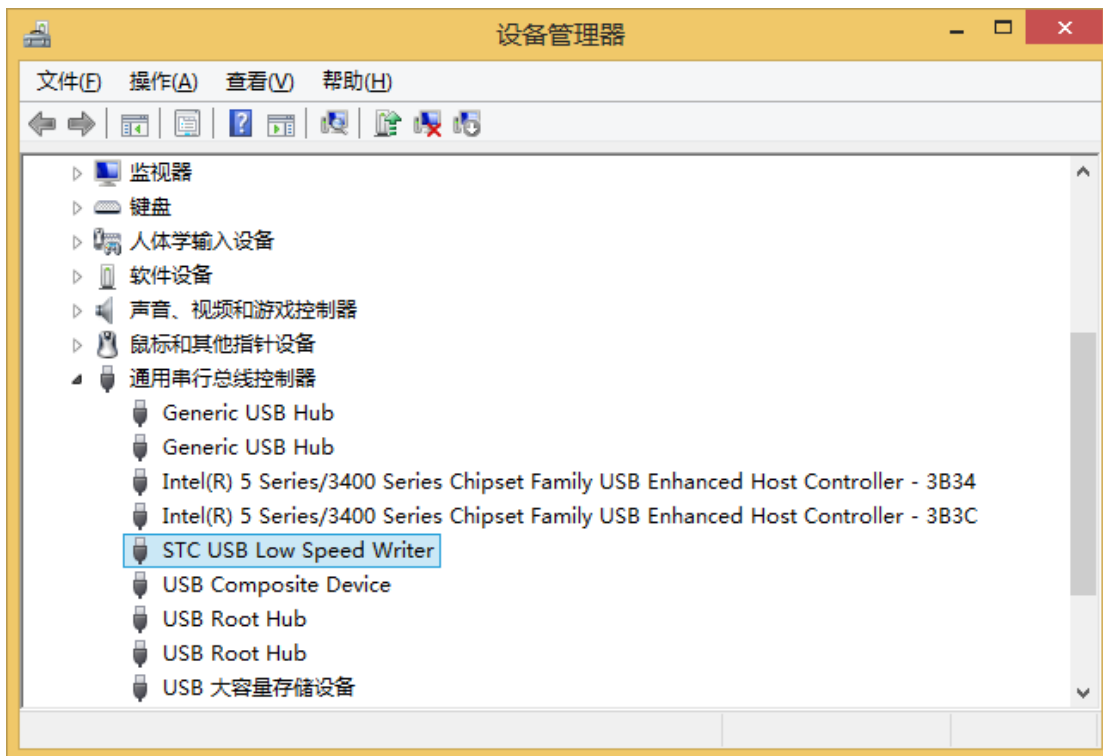 设备管理器
文件(F) 操作(A) 查看(V) 帮助(H)
监视器
键盘
人体学输入设备
软件设备
声音、视频和游戏控制器
鼠标和其他指针设备
通用串行总线控制器
Generic USB Hub
Generic USB Hub
Intel(R) 5 Series/3400 Series Chipset Family USB Enhanced Host Controller - 3B34
Intel(R) 5 Series/3400 Series Chipset Family USB Enhanced Host Controller - 3B3C
STC USB Low Speed Writer
USB Composite Device
USB Root Hub
USB Root Hub
USB 大容量存储设备